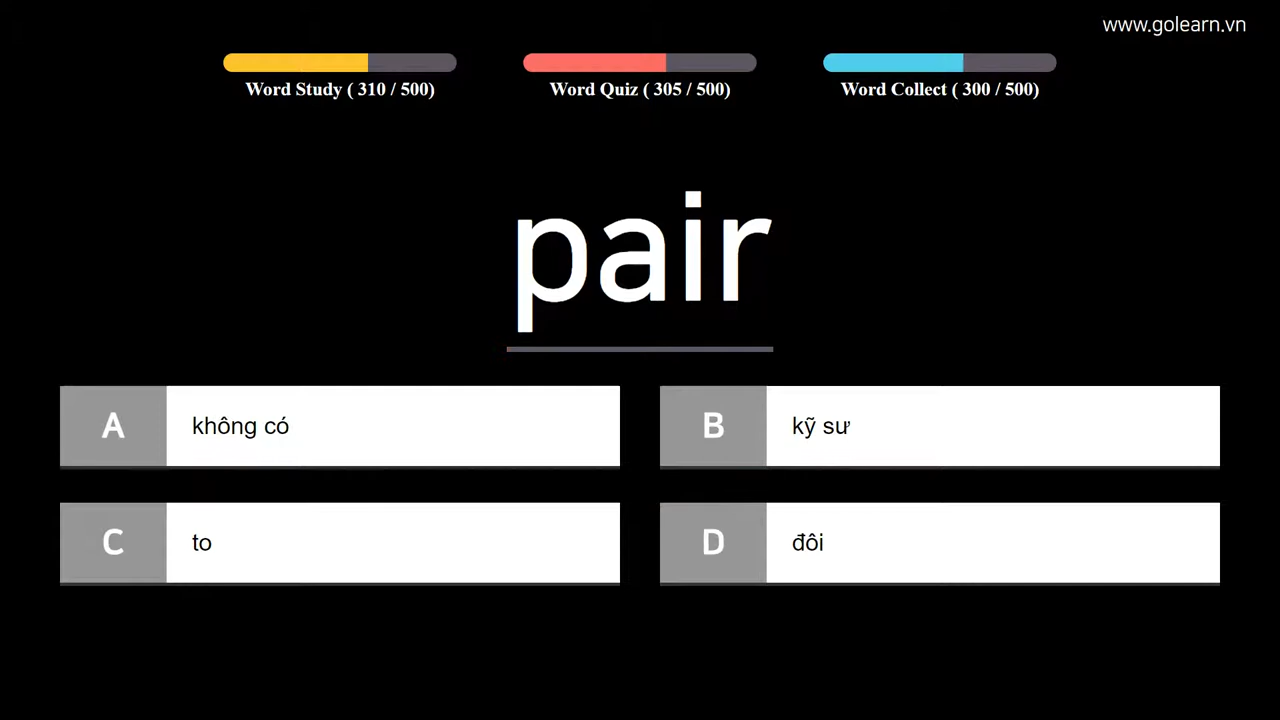 www.golearn.vn
Word Study ( 310 / 500)
Word Quiz ( 305 / 500)
Word Collect ( 300 / 500)
pair
A không có
B kỹ sư
C to
D đôi